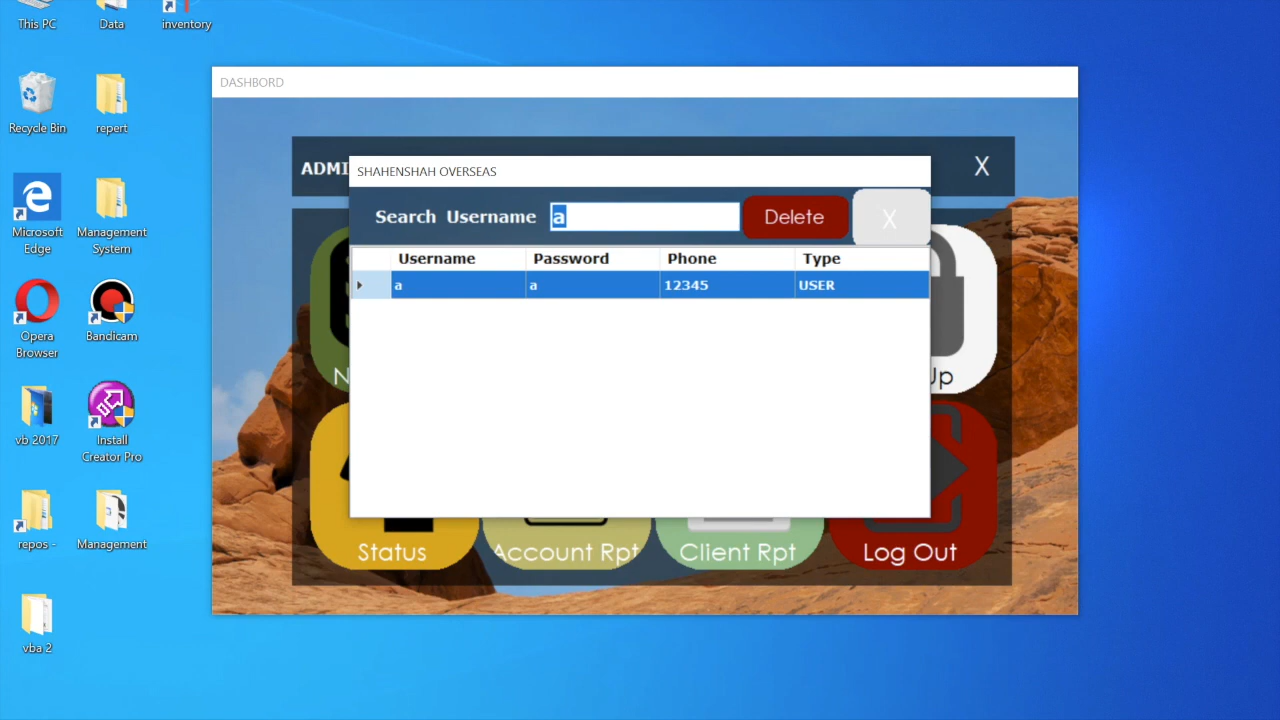 This PC
Data
inventory
Recycle Bin
repert
Microsoft
Edge
Management
System
Opera
Browser
Bandicam
vb 2017
Install
Creator Pro
repos -
Management
vba 2
DASHBORD
ADMI
X
SHAHENSHAH OVERSEAS
Search Username
a
Delete
X
Username
Password
Phone
Type
a
a
12345
USER
N
Up
Status
Account Rpt
Client Rpt
Log Out